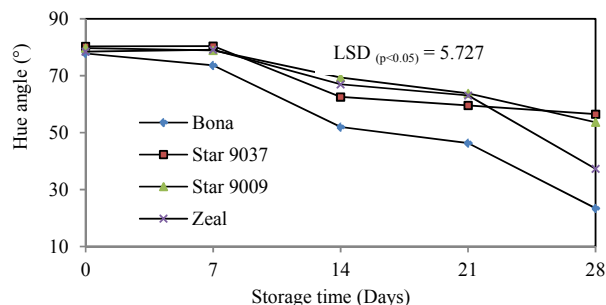 90
70
50
30
10
Hue angle (°)
LSD (p<0.05) = 5.727
Bona
Star 9037
Star 9009
Zeal
0 7 14 21 28
Storage time (Days)